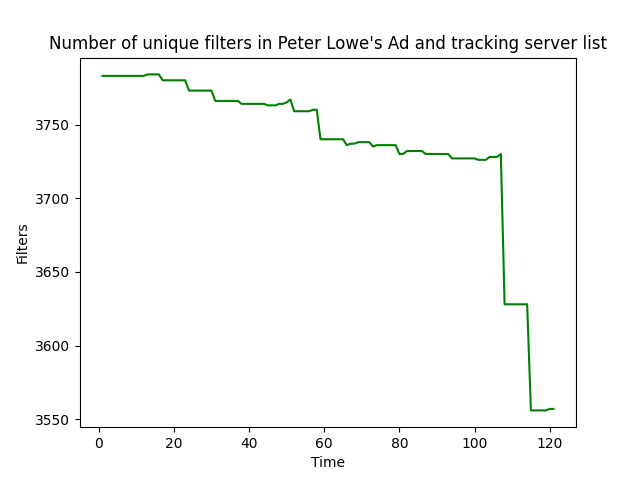 Number of unique filters in Peter Lowe's Ad and tracking server list
3750
3700
3650
3600
3550
Filters
0 20 40 60 80 100 120
Time